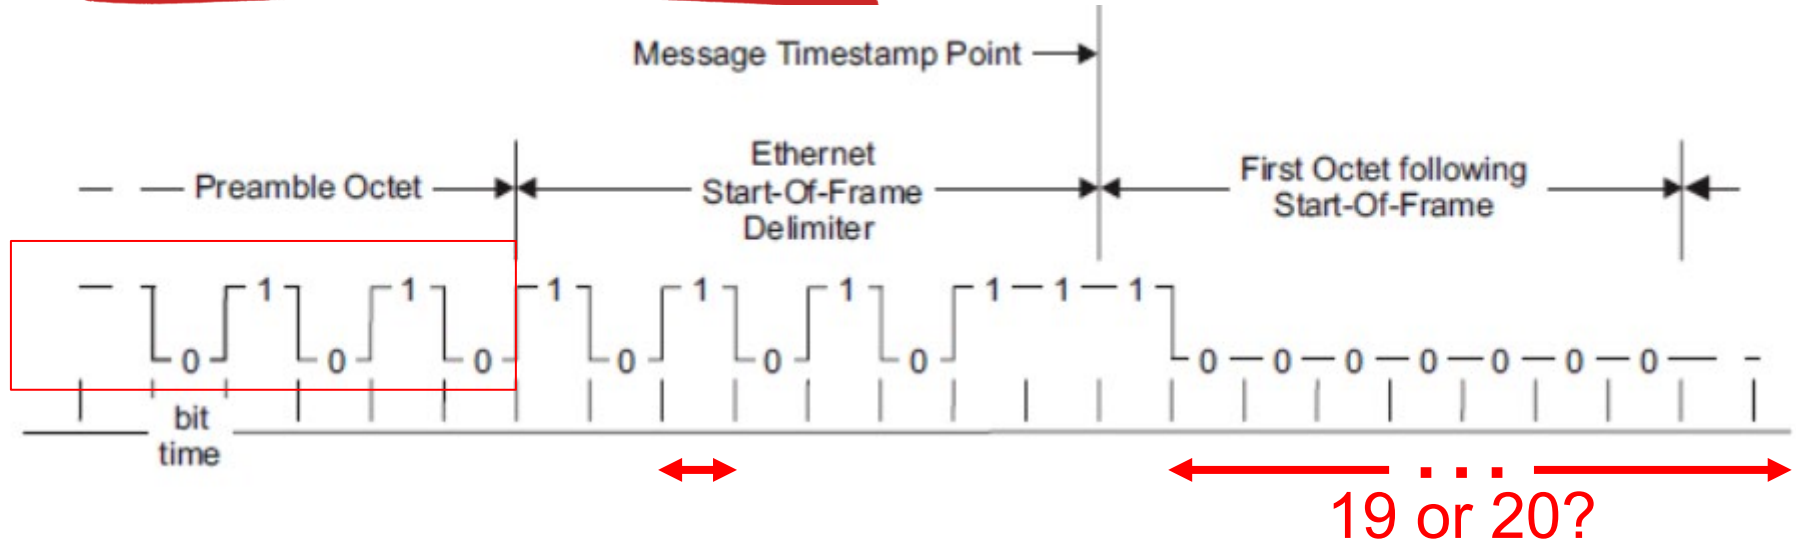 Message Timestamp Point
Preamble Octet
Ethernet
Start-Of-Frame
Delimiter
First Octet following
Start-Of-Frame
1 1 1 1 1 1 1 1
0 0 0 0 0 0 0 0 0 0 0 0 0
bit
time
...
19 or 20?